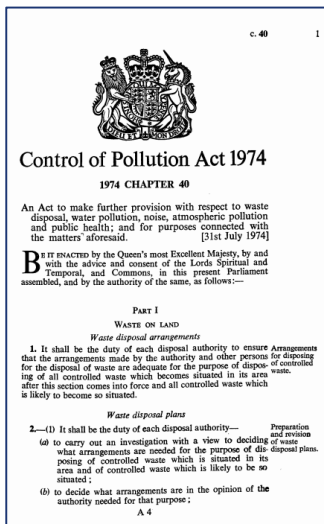 c. 40 1
Control of Pollution Act 1974
1974 CHAPTER 40
An Act to make further provision with respect to waste
disposal, water pollution, noise, atmospheric pollution
and public health; and for purposes connected with
the matters aforesaid. [31st July 1974]
BE IT ENACTED by the Queen's most Excellent Majesty, by and
with the advice and consent of the Lords Spiritual and
Temporal, and Commons, in this present Parliament
assembled, and by the authority of the same, as follows:—
PART I
WASTE ON LAND
Waste disposal arrangements
1. It shall be the duty of each disposal authority to ensure
that the arrangements made by the authority and other persons
for the disposal of waste are adequate for the purpose of dispos-
ing of all controlled waste which becomes situated in its area
after this section comes into force and all controlled waste which
is likely to become so situated.
Arrangements
for disposing
of controlled
waste.
Waste disposal plans
2.—(1) It shall be the duty of each disposal authority—
(a) to carry out an investigation with a view to deciding
what arrangements are needed for the purpose of dis-
posing of controlled waste which is situated in its
area and of controlled waste which is likely to be so
situated;
(b) to decide what arrangements are in the opinion of the
authority needed for that purpose;
Preparation
and revision
of waste
disposal plans.
A 4